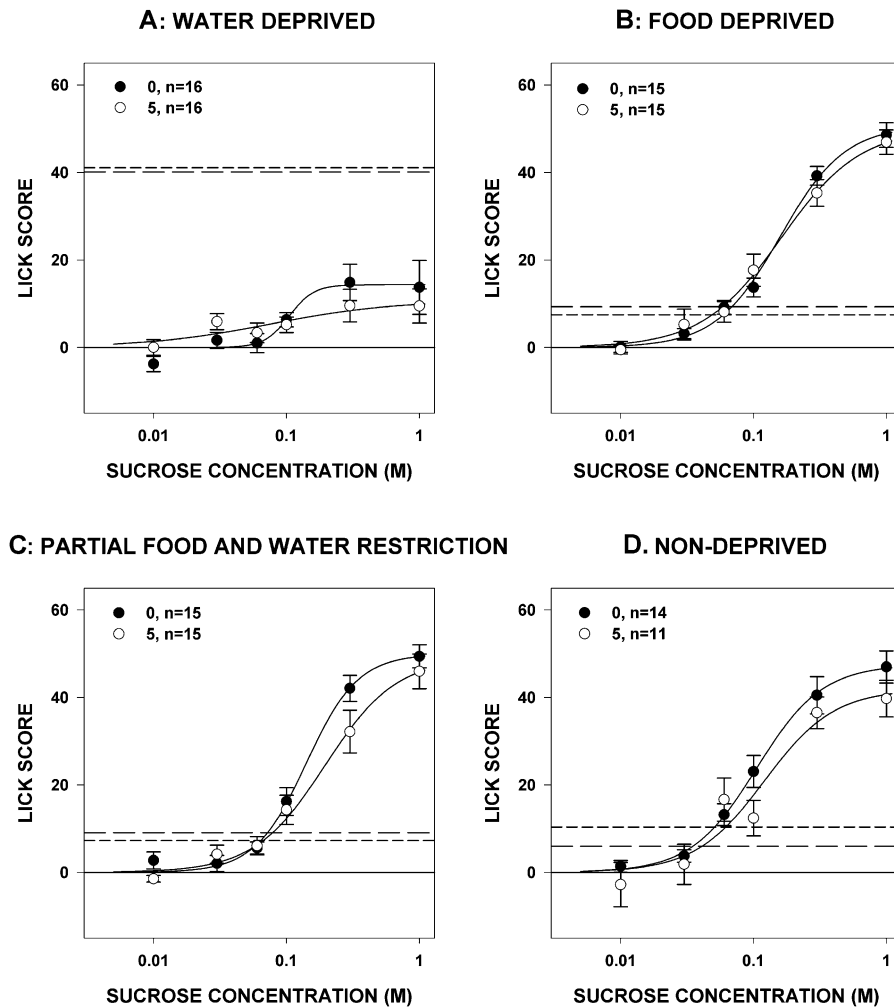 A: WATER DEPRIVED
60
40
20
0
0, n=16
5, n=16
LICK SCORE
0.01
0.1
1
SUCROSE CONCENTRATION (M)
B: FOOD DEPRIVED
60
40
20
0
0, n=15
5, n=15
LICK SCORE
0.01
0.1
1
SUCROSE CONCENTRATION (M)
C: PARTIAL FOOD AND WATER RESTRICTION
60
40
20
0
0, n=15
5, n=15
LICK SCORE
0.01
0.1
1
SUCROSE CONCENTRATION (M)
D. NON-DEPRIVED
60
40
20
0
0, n=14
5, n=11
LICK SCORE
0.01
0.1
1
SUCROSE CONCENTRATION (M)